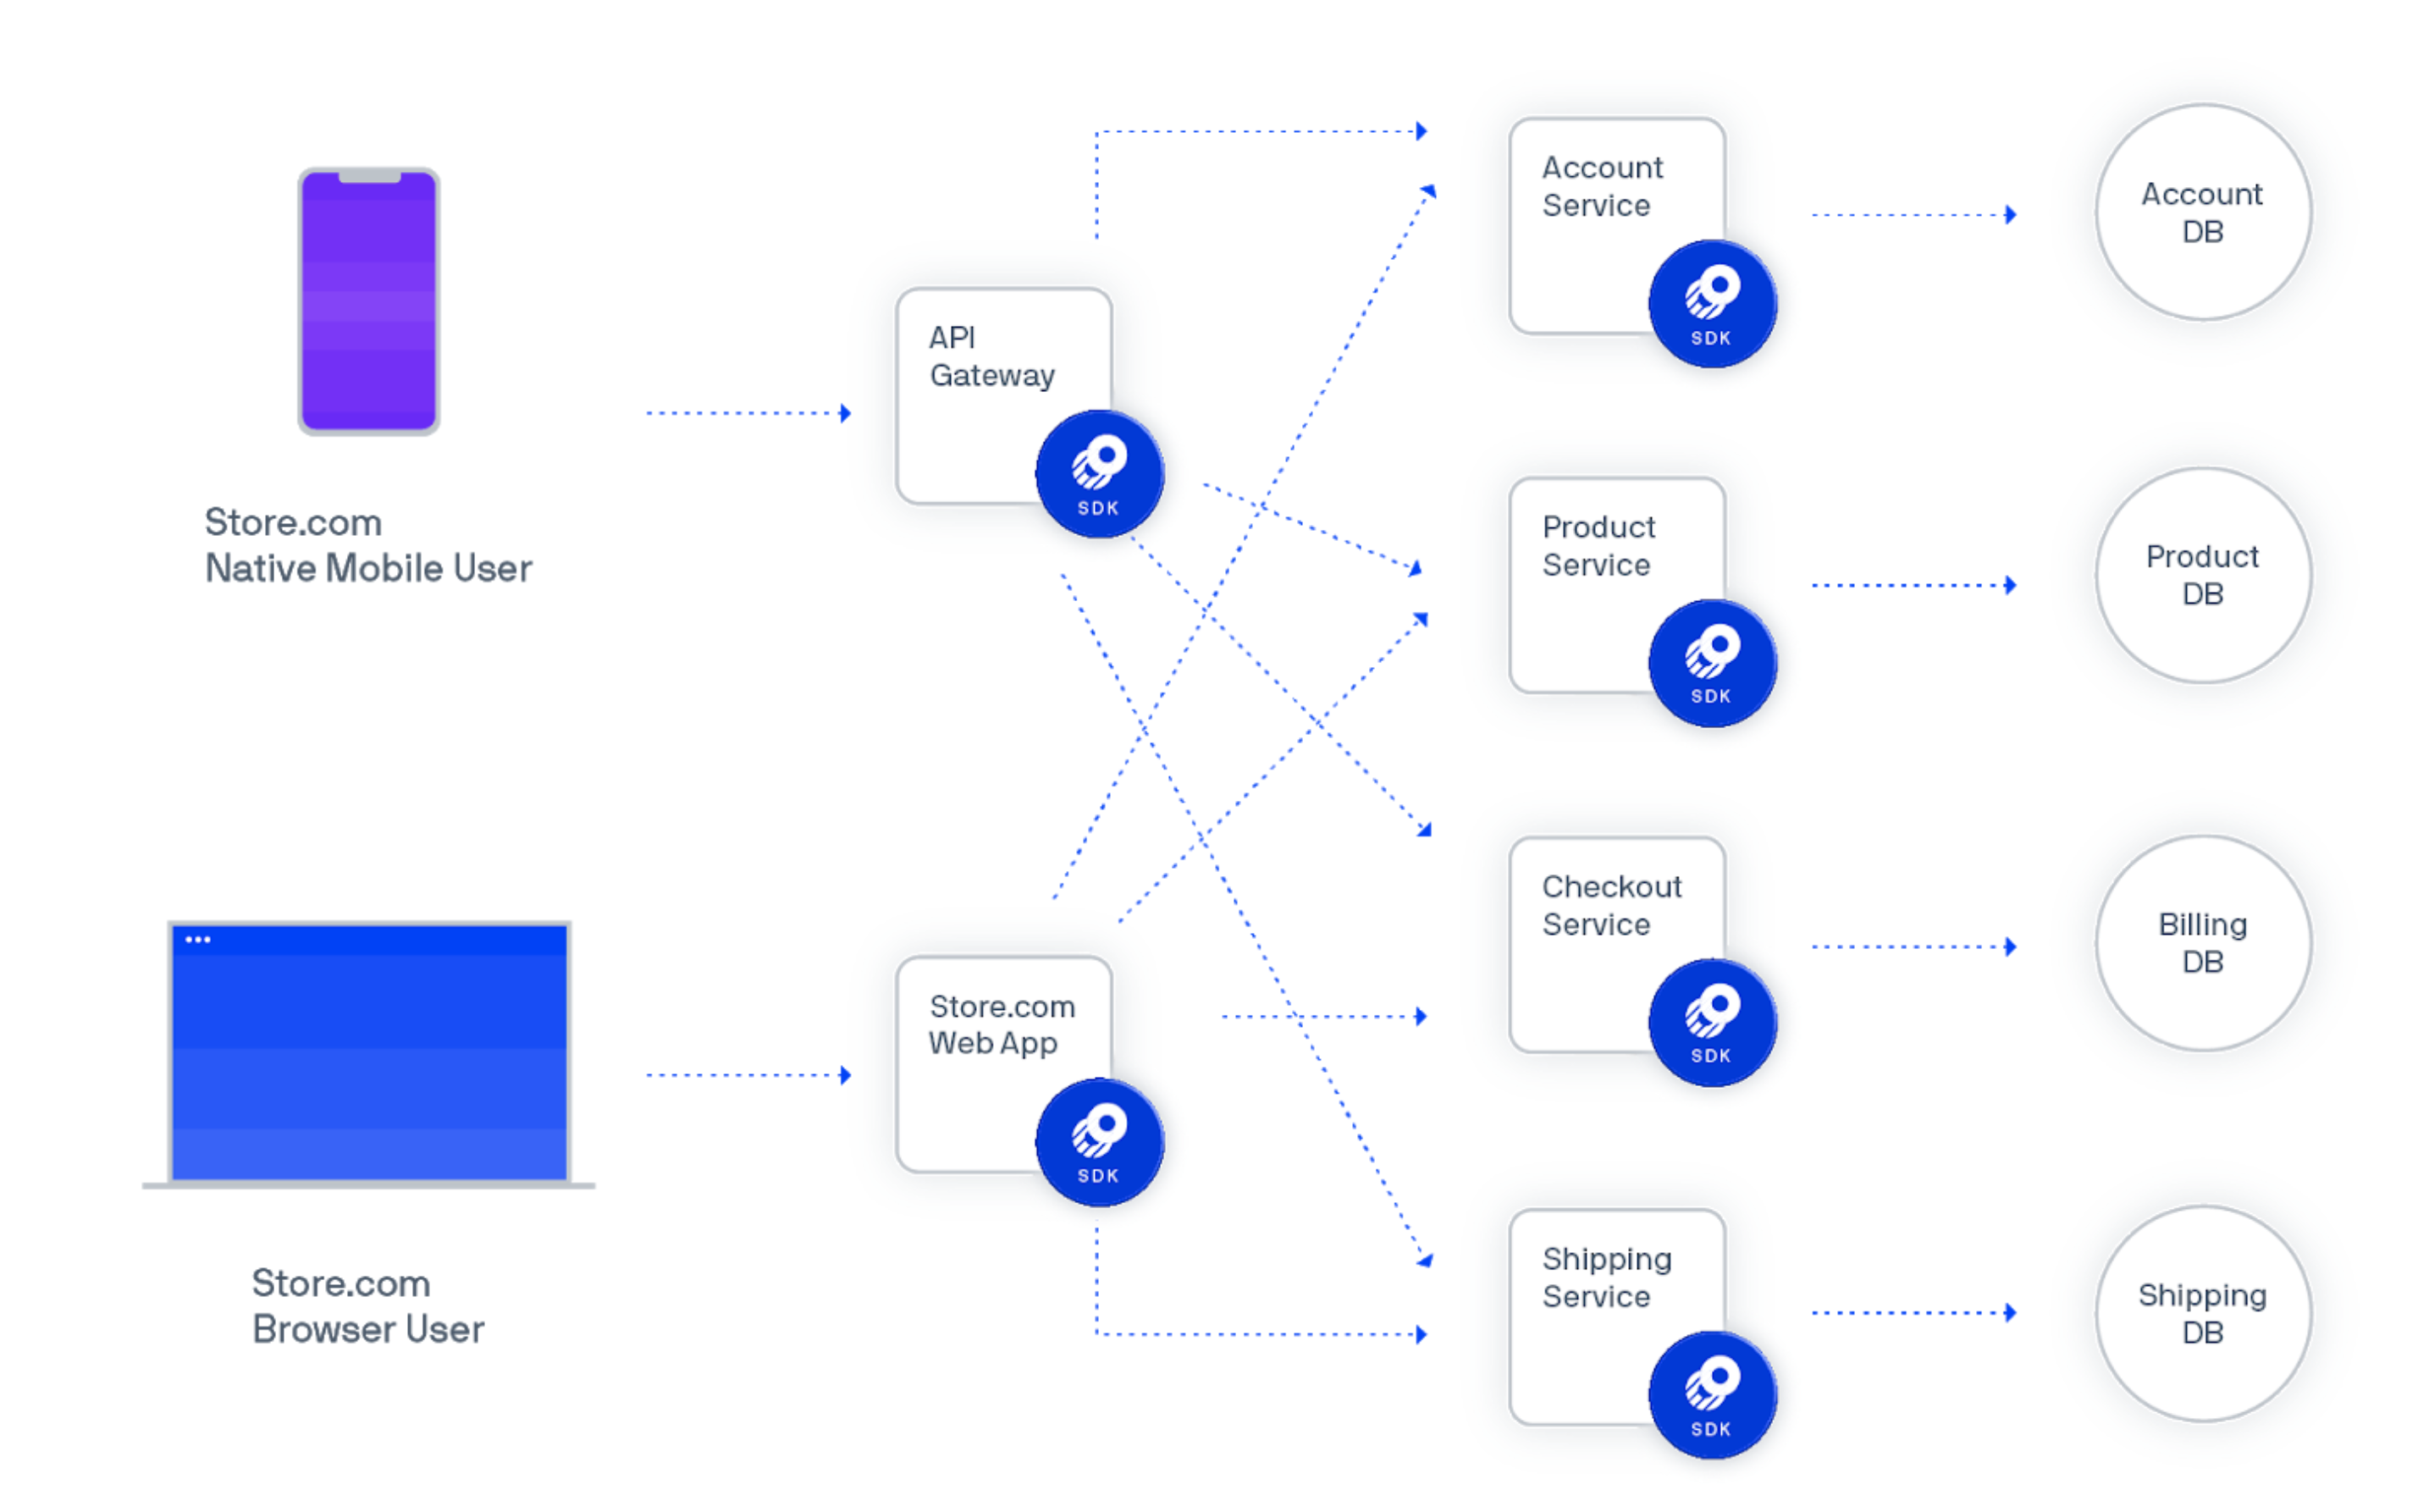 Store.com
Native Mobile User
API
Gateway
SDK
Account
Service
SDK
Account
DB
Product
Service
SDK
Product
DB
Store.com
Browser User
Store.com
Web App
SDK
Checkout
Service
SDK
Billing
DB
Shipping
Service
SDK
Shipping
DB